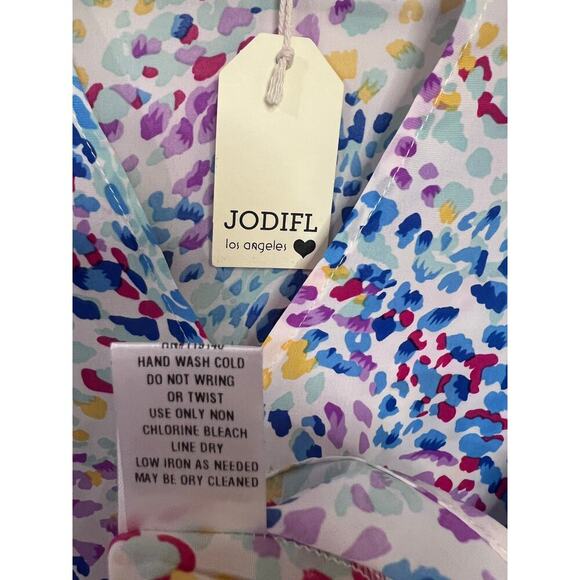 JODIFL
los angeles
HAND WASH COLD
DO NOT WRING
OR TWIST
USE ONLY NON
CHLORINE BLEACH
LINE DRY
LOW IRON AS NEEDED
MAY BE DRY CLEANED